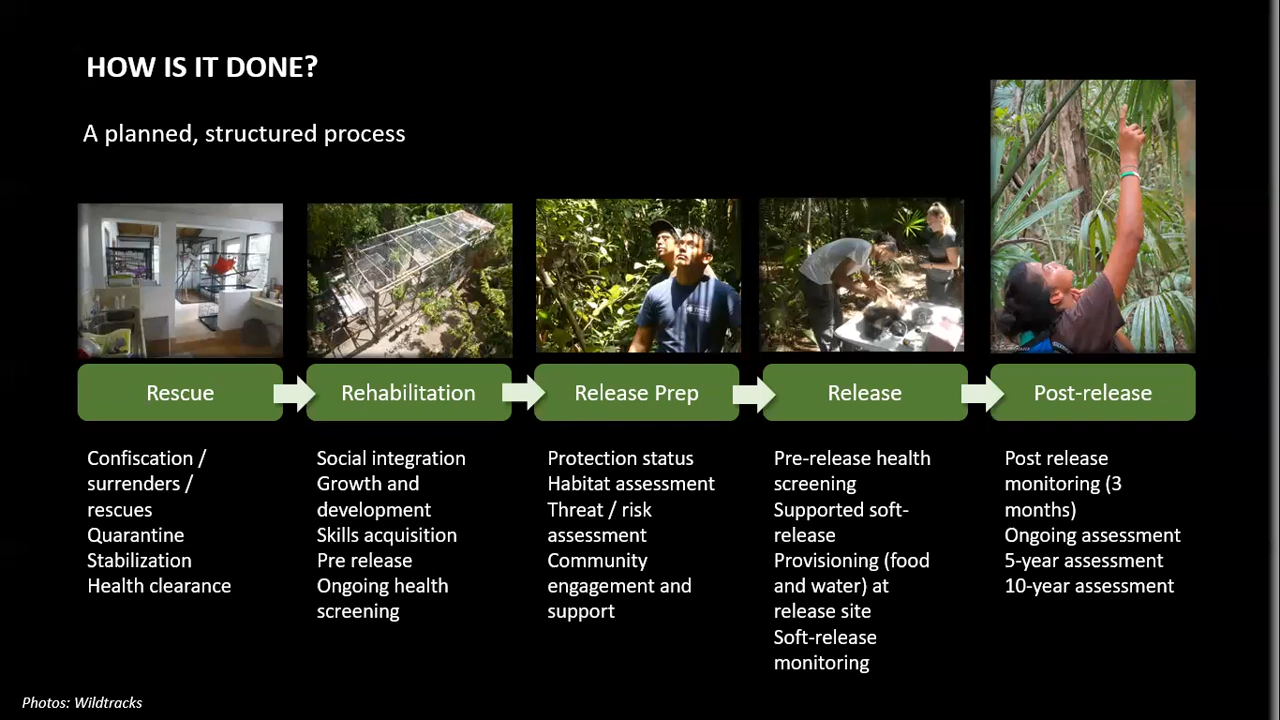 HOW IS IT DONE?
A planned, structured process
Rescue
Rehabilitation
Release Prep
Release
Post-release
Confiscation /
surrenders /
rescues
Quarantine
Stabilization
Health clearance
Social integration
Growth and
development
Skills acquisition
Pre release
Ongoing health
screening
Protection status
Habitat assessment
Threat / risk
assessment
Community
engagement and
support
Pre-release health
screening
Supported soft-
release
Provisioning (food
and water) at
release site
Soft-release
monitoring
Post release
monitoring (3
months)
Ongoing assessment
5-year assessment
10-year assessment
Photos: Wildtracks